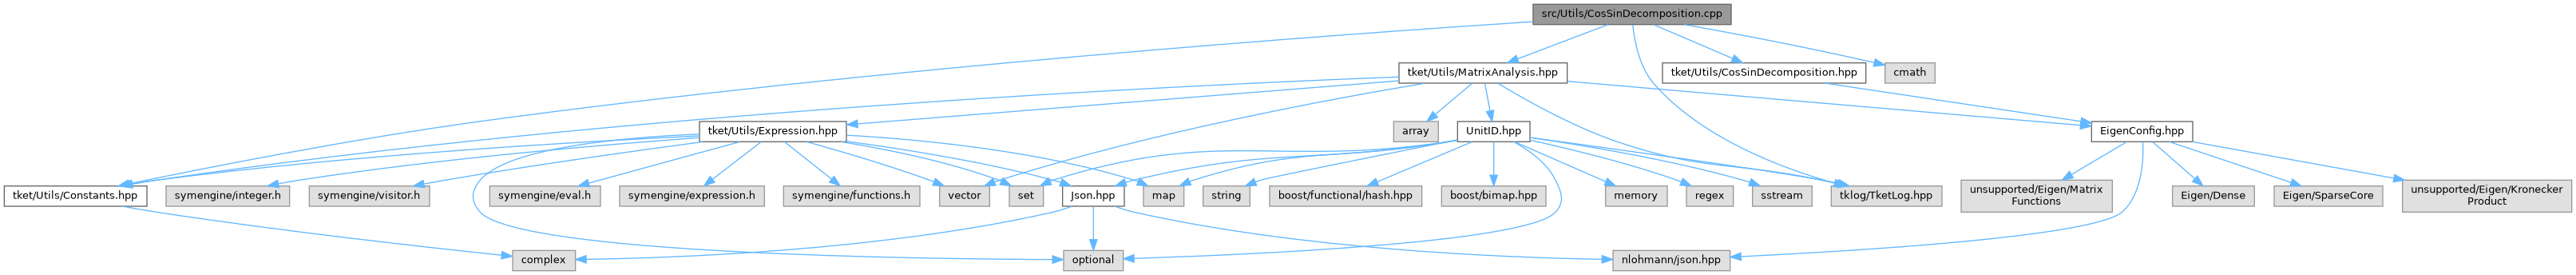 src/Utils/CosSinDecomposition.cpp
tket/Utils/MatrixAnalysis.hpp
tket/Utils/CosSinDecomposition.hpp
cmath
tket/Utils/Expression.hpp
array
UnitID.hpp
EigenConfig.hpp
tket/Utils/Constants.hpp
symengine/integer.h
symengine/visitor.h
symengine/eval.h
symengine/expression.h
symengine/functions.h
vector
set
Json.hpp
map
string
boost/functional/hash.hpp
boost/bimap.hpp
memory
regex
sstream
tklog/TketLog.hpp
unsupported/Eigen/Matrix
Functions
Eigen/Dense
Eigen/SparseCore
unsupported/Eigen/Kronecker
Product
complex
optional
nlohmann/json.hpp